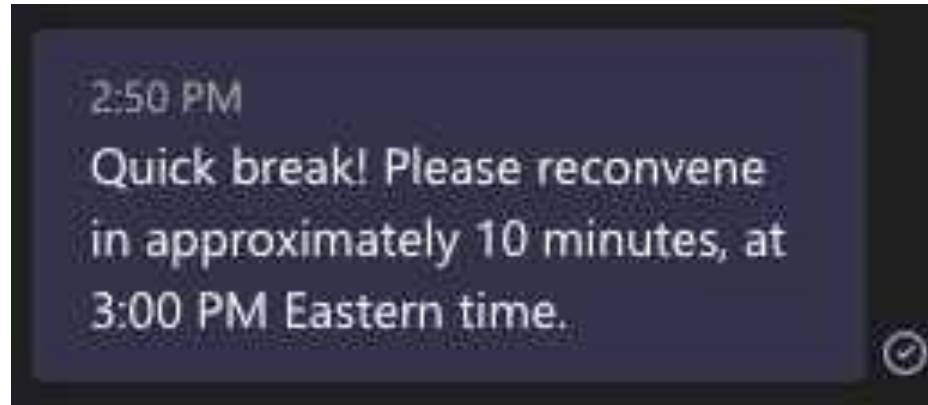 2:50 PM
Quick break! Please reconvene
in approximately 10 minutes, at
3:00 PM Eastern time.